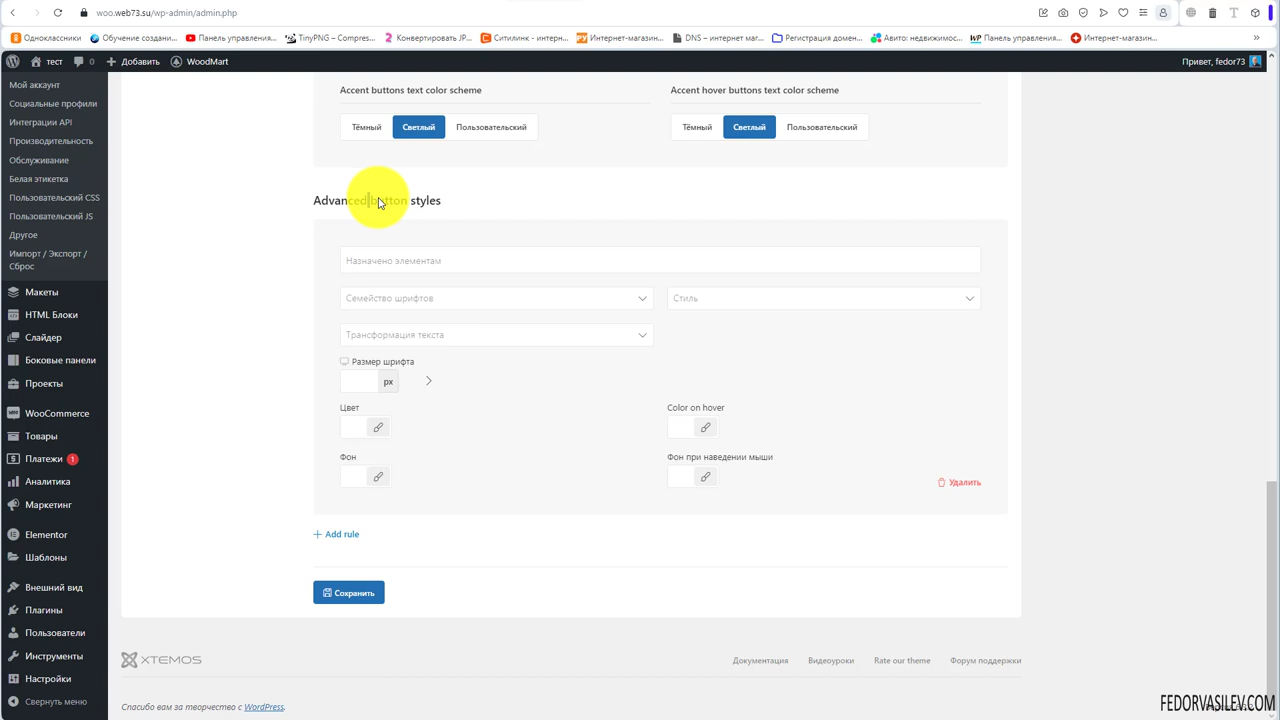 woo.web73.su/wp-admin/admin.php
Одноклассники
Обучение создани...
Панель управления...
TinyPNG – Compres...
Конвертировать JP...
Ситилинк - интерн...
Интернет-магазин...
DNS – интернет маг...
Регистрация домен...
Авито: недвижимос...
Панель управления...
Интернет-магазин...
тест
0
Добавить
WoodMart
Привет, fedor73
Мой аккаунт
Социальные профили
Интеграции API
Производительность
Обслуживание
Белая этикетка
Пользовательский CSS
Пользовательский JS
Другое
Импорт / Экспорт /
Сброс
Макеты
HTML Блоки
Слайдер
Боковые панели
Проекты
WooCommerce
Товары
Платежи 1
Аналитика
Маркетинг
Elementor
Шаблоны
Внешний вид
Плагины
Пользователи
Инструменты
Настройки
Свернуть меню
Accent buttons text color scheme
Accent hover buttons text color scheme
Тёмный Светлый Пользовательский
Тёмный Светлый Пользовательский
Advanced button styles
Назначено элементам
Семейство шрифтов
Стиль
Трансформация текста
Размер шрифта
px
Цвет
Color on hover
Фон
Фон при наведении мыши
Удалить
Add rule
Сохранить
XTEMOS
Документация
Видеоуроки
Rate our theme
Форум поддержки
Спасибо вам за творчество с WordPress.
FEDORVASILEV.COM